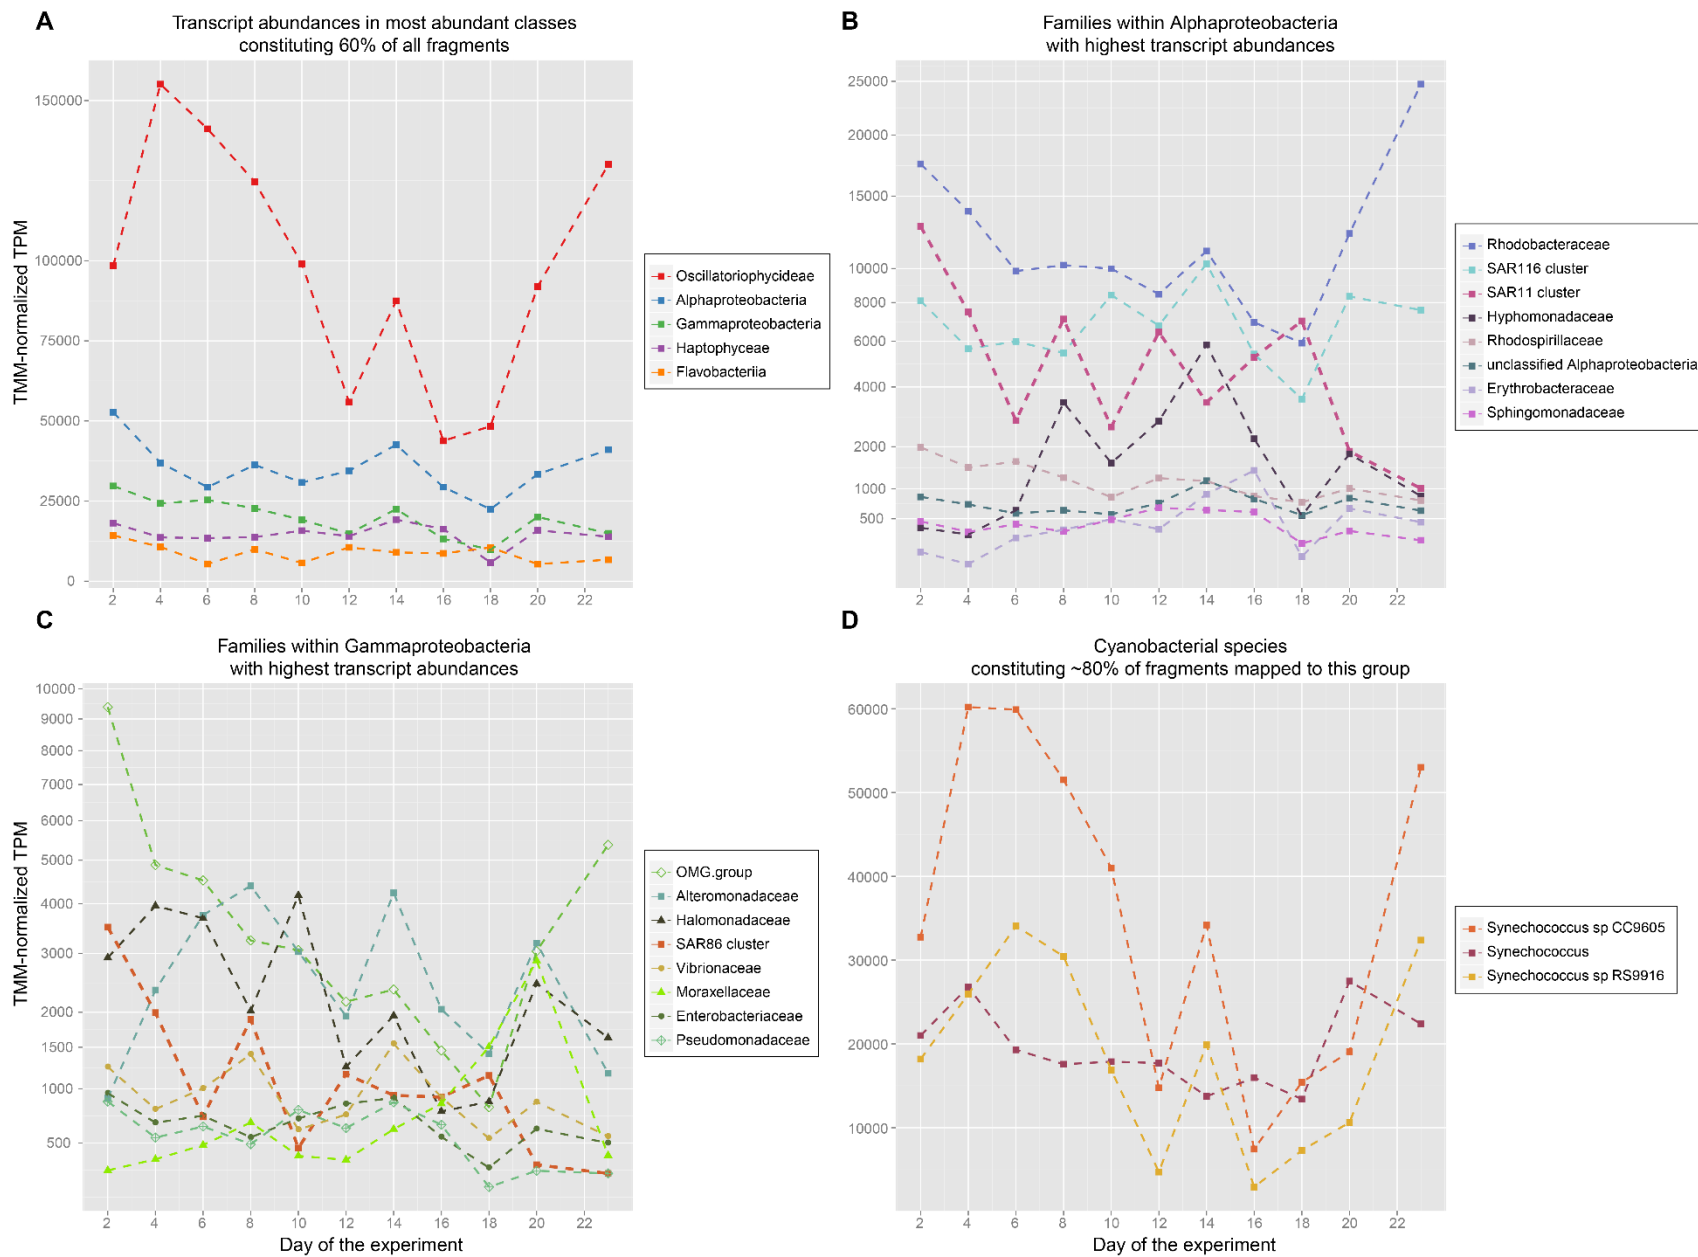 A
Transcript abundances in most abundant classes
constituting 60% of all fragments
TMM-normalized TPM
150000
100000
75000
50000
25000
0
2 4 6 8 10 12 14 16 18 20 22
Oscillatoriophycideae
Alphaproteobacteria
Gammaproteobacteria
Haptophyceae
Flavobacteriia
B
Families within Alphaproteobacteria
with highest transcript abundances
25000
20000
15000
10000
8000
6000
4000
2000
1000
500
2 4 6 8 10 12 14 16 18 20 22
Rhodobacteraceae
SAR116 cluster
SAR11 cluster
Hyphomonadaceae
Rhodospirillaceae
unclassified Alphaproteobacteria
Erythrobacteraceae
Sphingomonadaceae
C
Families within Gammaproteobacteria
with highest transcript abundances
TMM-normalized TPM
10000
9000
8000
7000
6000
5000
4000
3000
2000
1500
1000
500
2 4 6 8 10 12 14 16 18 20 22
Day of the experiment
OMG.group
Alteromonadaceae
Halomonadaceae
SAR86 cluster
Vibrionaceae
Moraxellaceae
Enterobacteriaceae
Pseudomonadaceae
D
Cyanobacterial species
constituting ~80% of fragments mapped to this group
60000
50000
40000
30000
20000
10000
2 4 6 8 10 12 14 16 18 20 22
Day of the experiment
Synechococcus sp CC9605
Synechococcus
Synechococcus sp RS9916